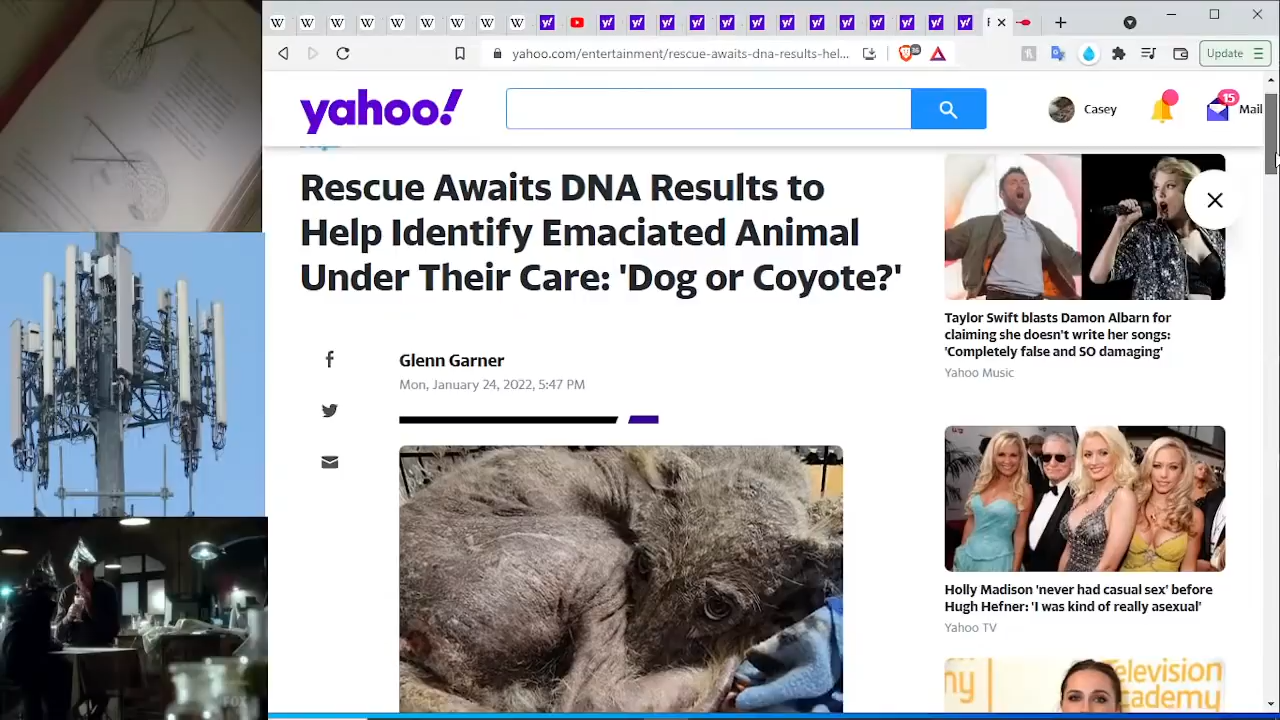 yahoo.com/entertainment/rescue-awaits-dna-results-hel...
Update
yahoo!
Casey
15
Mail
Rescue Awaits DNA Results to
Help Identify Emaciated Animal
Under Their Care: 'Dog or Coyote?'
Glenn Garner
Mon, January 24, 2022, 5:47 PM
Taylor Swift blasts Damon Albarn for
claiming she doesn't write her songs:
'Completely false and SO damaging'
Yahoo Music
Holly Madison 'never had casual sex' before
Hugh Hefner: 'I was kind of really asexual'
Yahoo TV
Television
Academy
FOX